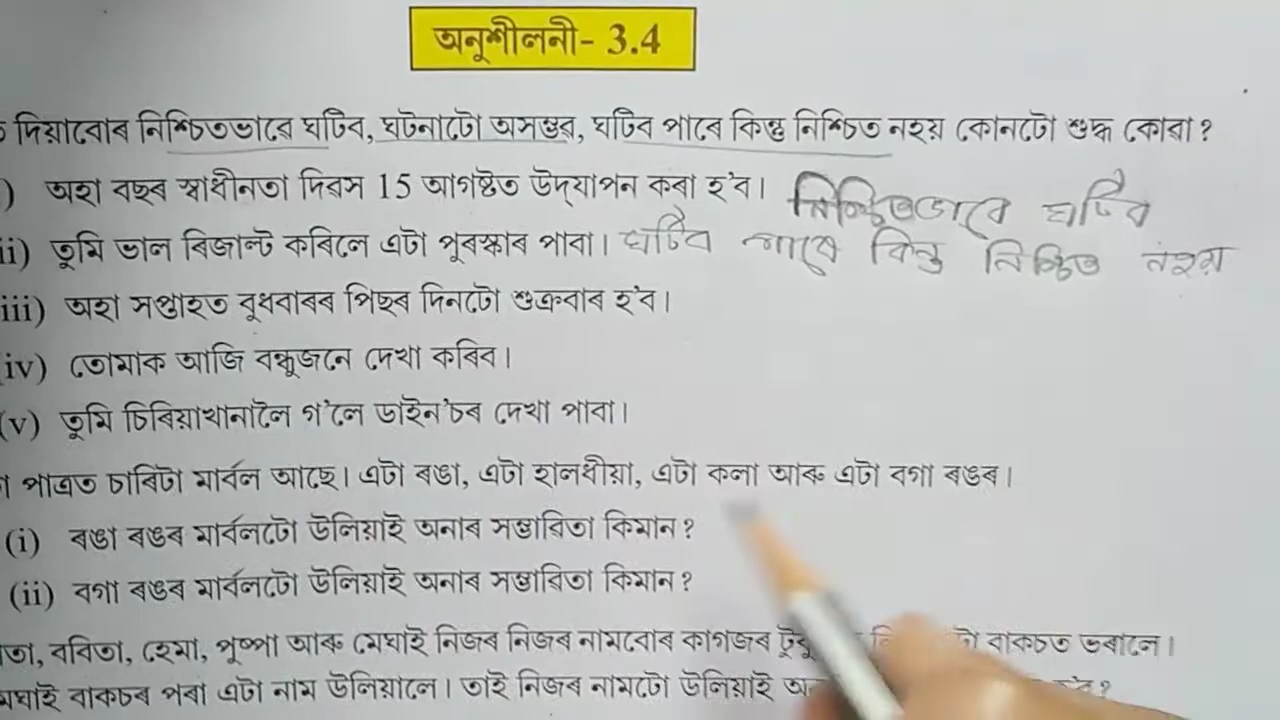 অনুশীলনী- 3.4
দিয়াবোৰ নিশ্চিতভাৱে ঘটিব, ঘটনাটো অসম্ভৱ, ঘটিব পাৰে কিন্তু নিশ্চিত নহয় কোনটো শুদ্ধ কোৱা?
) অহা বছৰ স্বাধীনতা দিৱস 15 আগষ্টত উদ্‌যাপন কৰা হ'ব। নিশ্চিতভাবে ঘটিব
ii) তুমি ভাল ৰিজাল্ট কৰিলে এটা পুৰস্কাৰ পাবা। ঘটিব পাৰে কিন্তু নিশ্চিত নহয়
iii) অহা সপ্তাহত বুধবাৰৰ পিছৰ দিনটো শুক্ৰবাৰ হ'ব।
iv) তোমাক আজি বন্ধুজনে দেখা কৰিব।
(v) তুমি চিৰিয়াখানালৈ গ'লে ডাইন'চৰ দেখা পাবা।
পাত্ৰত চাৰিটা মাৰ্বল আছে। এটা ৰঙা, এটা হালধীয়া, এটা কলা আৰু এটা বগা ৰঙৰ।
(i) ৰঙা ৰঙৰ মাৰ্বলটো উলিয়াই অনাৰ সম্ভাৱিতা কিমান?
(ii) বগা ৰঙৰ মাৰ্বলটো উলিয়াই অনাৰ সম্ভাৱিতা কিমান?
তা, ববিতা, হেমা, পুষ্পা আৰু মেঘাই নিজৰ নিজৰ নামবোৰ কাগজৰ বাকচত ভৰালে।
মেঘাই বাকচৰ পৰা এটা নাম উলিয়ালে। তাই নিজৰ নামটো উলিয়াই